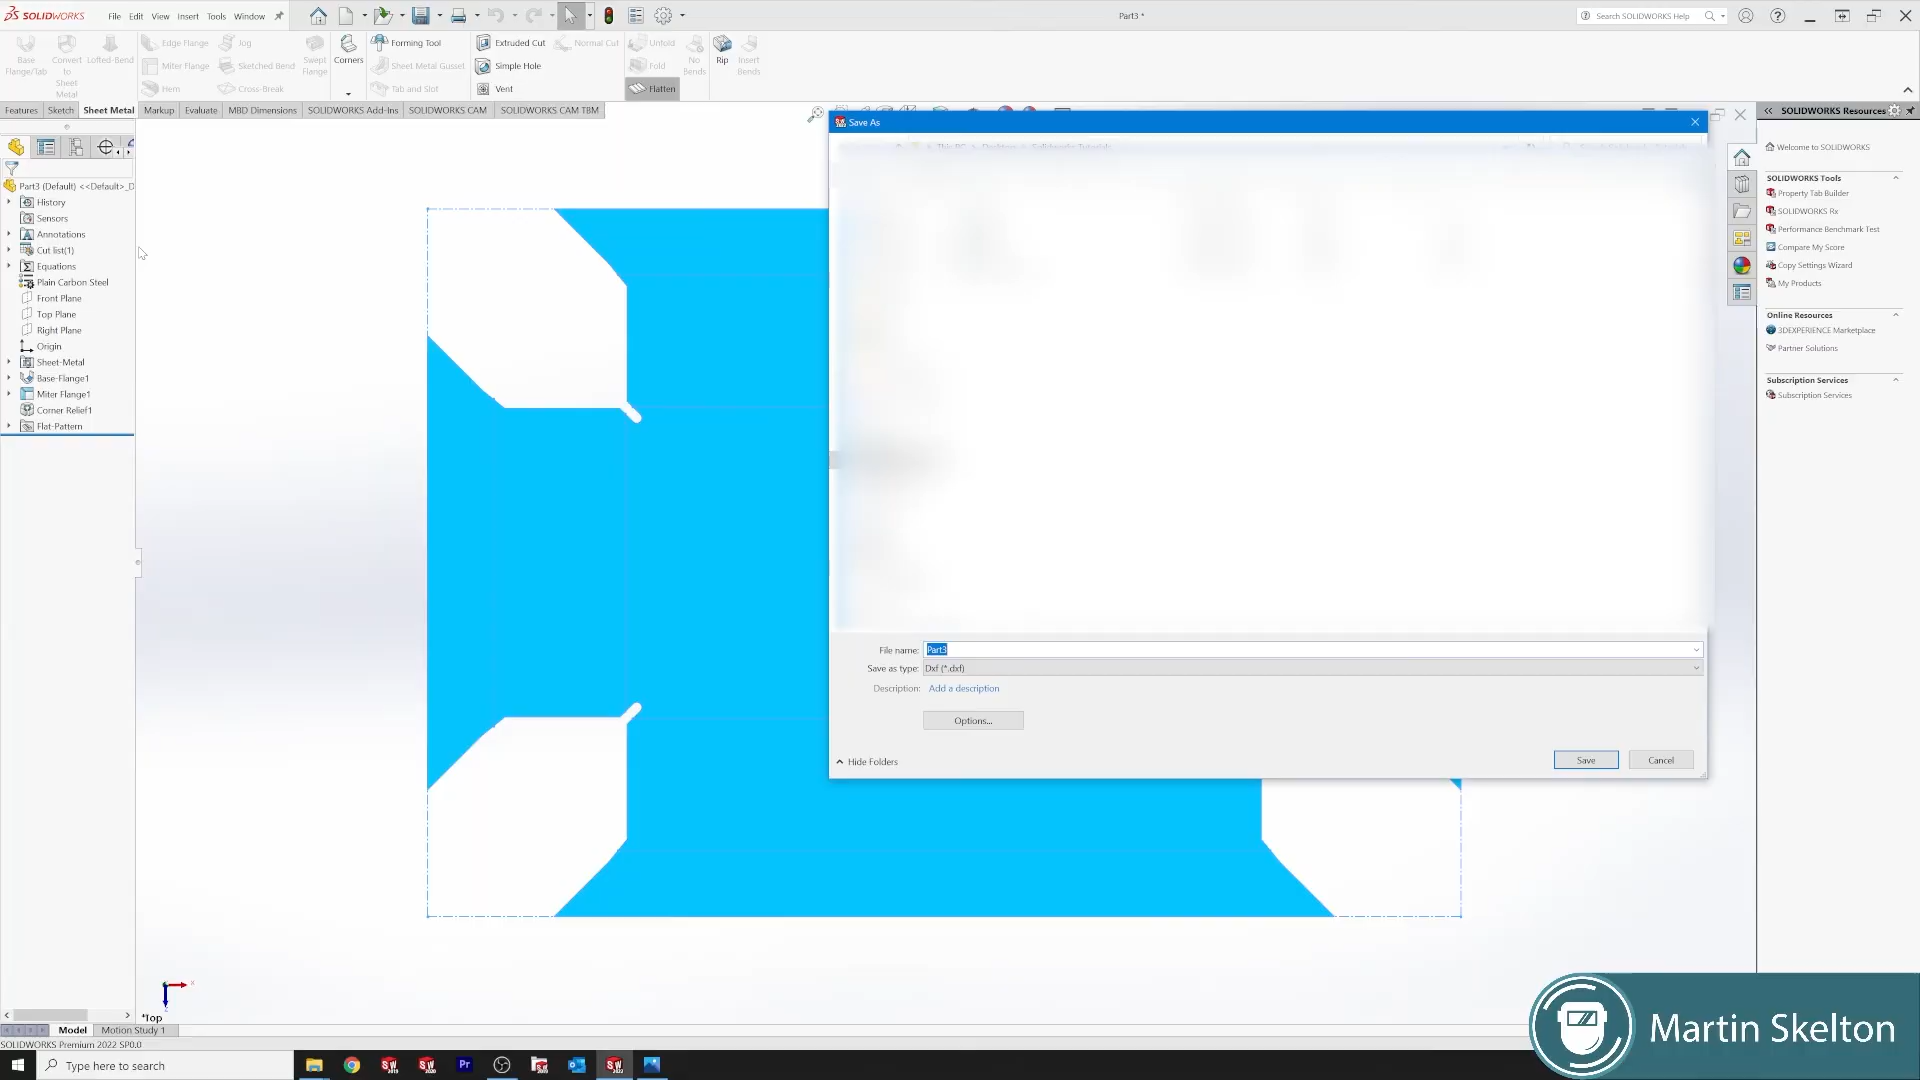 SOLIDWORKS
File
Edit
View
Insert
Tools
Window
Part3 *
Search SOLIDWORKS Help
Base Flange/Tab
Convert to Sheet Metal
Lofted-Bend
Edge Flange
Miter Flange
Hem
Jog
Sketched Bend
Cross-Break
Swept Flange
Corners
Forming Tool
Sheet Metal Gusset
Tab and Slot
Extruded Cut
Simple Hole
Vent
Normal Cut
Unfold
Fold
Flatten
No Bends
Rip
Insert Bends
Features
Sketch
Sheet Metal
Markup
Evaluate
MBD Dimensions
SOLIDWORKS Add-Ins
SOLIDWORKS CAM
SOLIDWORKS CAM TBM
Part3 (Default) <<Default>_D
History
Sensors
Annotations
Cut list(1)
Equations
Plain Carbon Steel
Front Plane
Top Plane
Right Plane
Origin
Sheet-Metal
Base-Flange1
Miter Flange1
Corner Relief1
Flat-Pattern
Save As
File name: Part3
Save as type: Dxf (*.dxf)
Description: Add a description
Options...
Hide Folders
Save
Cancel
SOLIDWORKS Resources
Welcome to SOLIDWORKS
SOLIDWORKS Tools
Property Tab Builder
SOLIDWORKS Rx
Performance Benchmark Test
Compare My Score
Copy Settings Wizard
My Products
Online Resources
3DEXPERIENCE Marketplace
Partner Solutions
Subscription Services
Subscription Services
*Top
Model
Motion Study 1
SOLIDWORKS Premium 2022 SP0.0
Type here to search
Martin Skelton